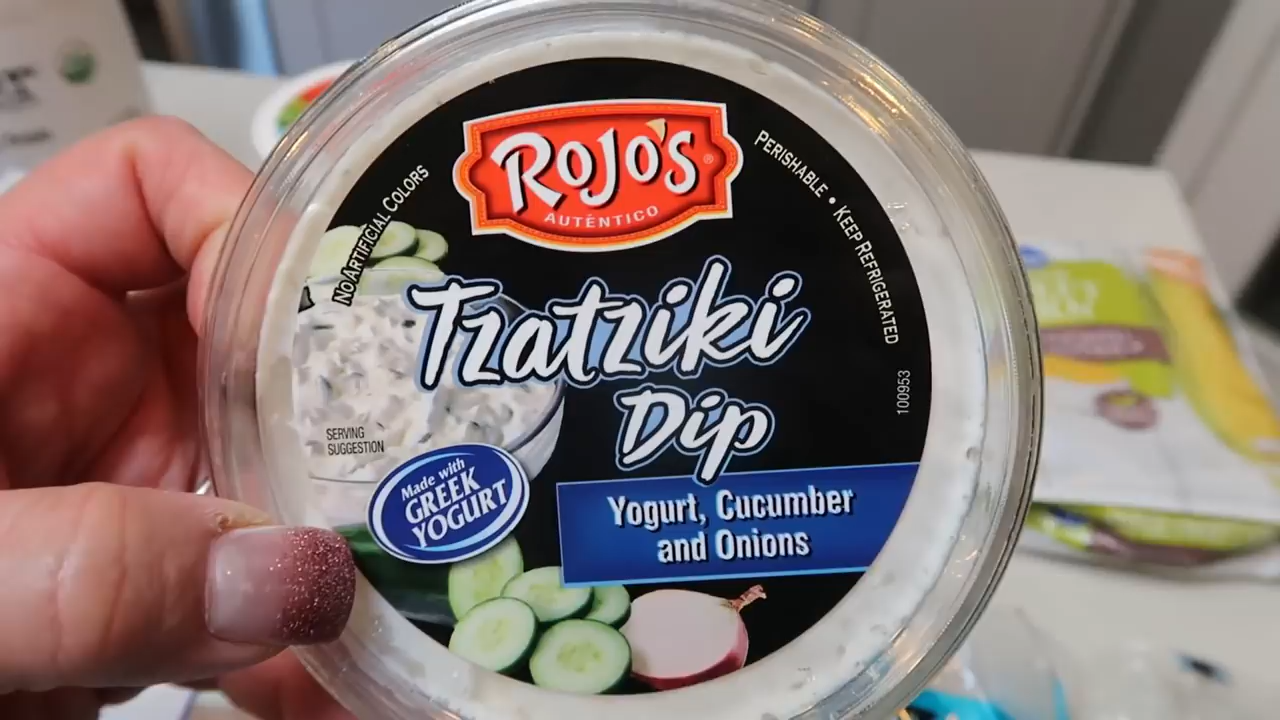 ROJO'S®
AUTÉNTICO
NO ARTIFICIAL COLORS
PERISHABLE • KEEP REFRIGERATED
Tzatziki
Dip
100953
SERVING
SUGGESTION
Made with
GREEK
YOGURT
Yogurt, Cucumber
and Onions